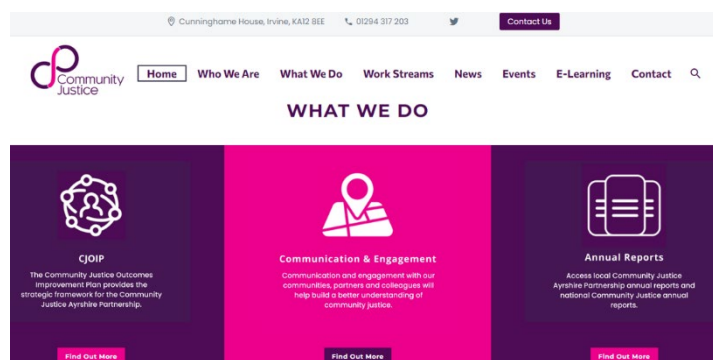 Cunninghame House, Irvine, KA12 8EE 01294 317 203 Contact Us
Community
Justice
Home Who We Are What We Do Work Streams News Events E-Learning Contact
WHAT WE DO
CJOIP
The Community Justice Outcomes
Improvement Plan provides the
strategic framework for the Community
Justice Ayrshire Partnership.
Find Out More
Communication & Engagement
Communication and engagement with our
communities, partners and colleagues will
help build a better understanding of
community justice.
Find Out More
Annual Reports
Access local Community Justice
Ayrshire Partnership annual reports and
national Community Justice annual
reports.
Find Out More